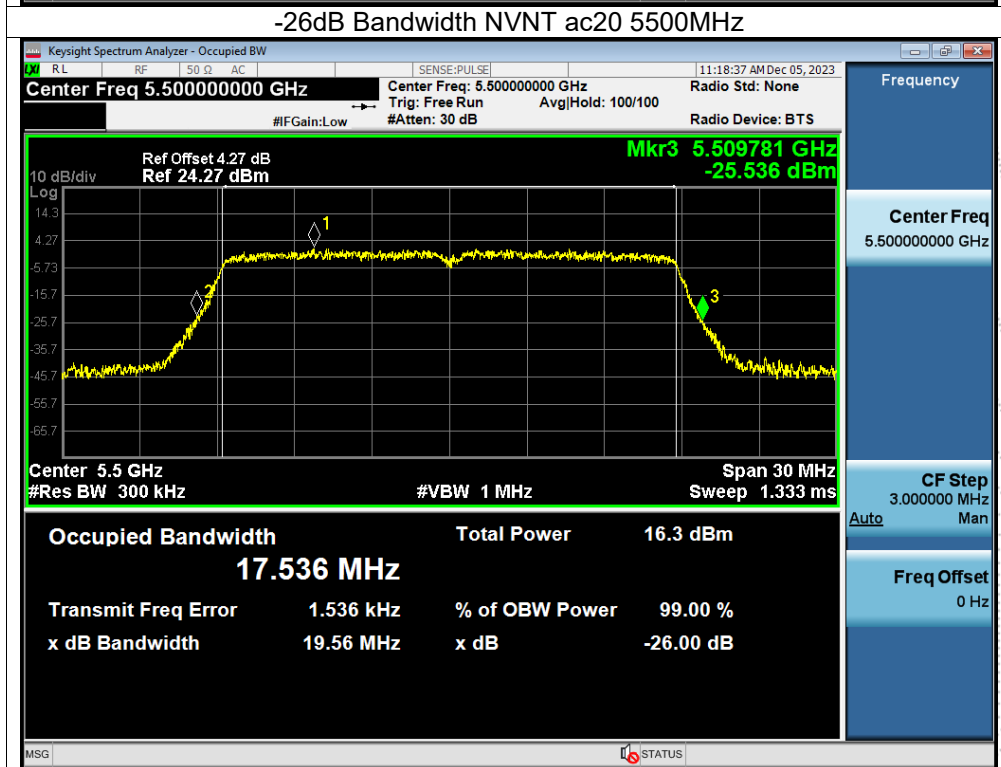 -26dB Bandwidth NVNT ac20 5500MHz
Keysight Spectrum Analyzer - Occupied BW
LXI RL RF 50 Ω AC SENSE:PULSE 11:18:37 AM Dec 05, 2023
Center Freq 5.500000000 GHz
Center Freq: 5.500000000 GHz Radio Std: None
Trig: Free Run Avg|Hold: 100/100
#IFGain:Low #Atten: 30 dB Radio Device: BTS
Frequency
Mkr3 5.509781 GHz
-25.536 dBm
Ref Offset 4.27 dB
10 dB/div Ref 24.27 dBm
Log
14.3
4.27
-5.73
-15.7
-25.7
-35.7
-45.7
-55.7
-65.7
1
2
3
Center 5.5 GHz Span 30 MHz
#Res BW 300 kHz #VBW 1 MHz Sweep 1.333 ms
Occupied Bandwidth Total Power 16.3 dBm
17.536 MHz
Transmit Freq Error 1.536 kHz % of OBW Power 99.00 %
x dB Bandwidth 19.56 MHz x dB -26.00 dB
Center Freq
5.500000000 GHz
CF Step
3.000000 MHz
Auto Man
Freq Offset
0 Hz
MSG STATUS